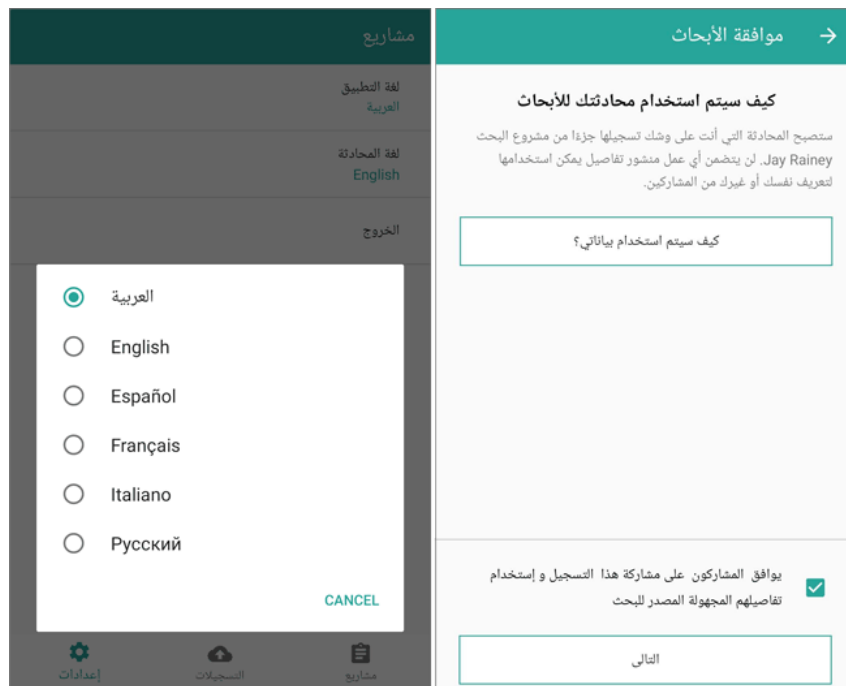 مشاريع
لغة التطبيق
العربية
لغة المحادثة
English
الخروج
العربية
English
Español
Français
Italiano
Русский
CANCEL
مشاريع
التسجيلات
إعدادات
موافقة الأبحاث
كيف سيتم استخدام محادثتك للأبحاث
ستصبح المحادثة التي أنت على وشك تسجيلها جزءًا من مشروع البحث
Jay Rainey. لن يتضمن أي عمل منشور تفاصيل يمكن استخدامها
لتعريف نفسك أو غيرك من المشاركين.
كيف سيتم استخدام بياناتي؟
يوافق المشاركون على مشاركة هذا التسجيل و إستخدام
تفاصيلهم المجهولة المصدر للبحث
التالى